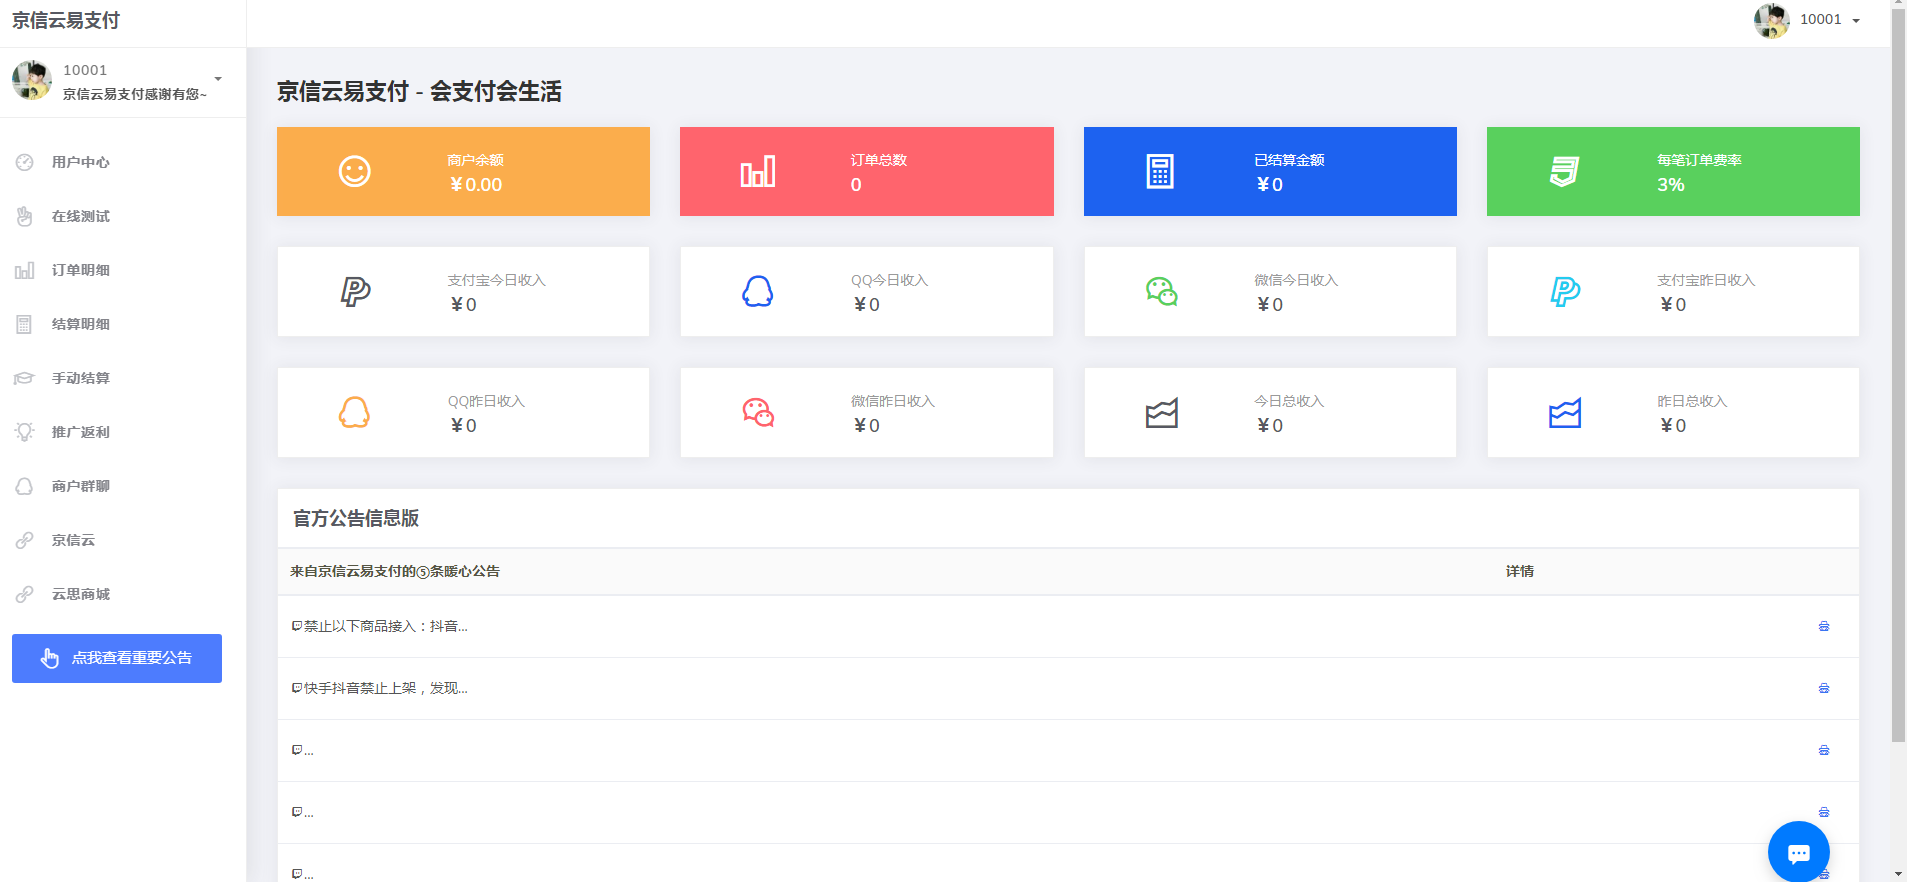 京信云易支付
10001
10001
京信云易支付感谢有您~
用户中心
在线测试
订单明细
结算明细
手动结算
推广返利
商户群聊
京信云
云思商城
点我查看重要公告
京信云易支付 - 会支付会生活
商户余额
¥0.00
订单总数
0
已结算金额
¥0
每笔订单费率
3%
支付宝今日收入
¥0
QQ今日收入
¥0
微信今日收入
¥0
支付宝昨日收入
¥0
QQ昨日收入
¥0
微信昨日收入
¥0
今日总收入
¥0
昨日总收入
¥0
官方公告信息版
来自京信云易支付的⑤条暖心公告
详情
禁止以下商品接入：抖音...
快手抖音禁止上架，发现...
...
...
...